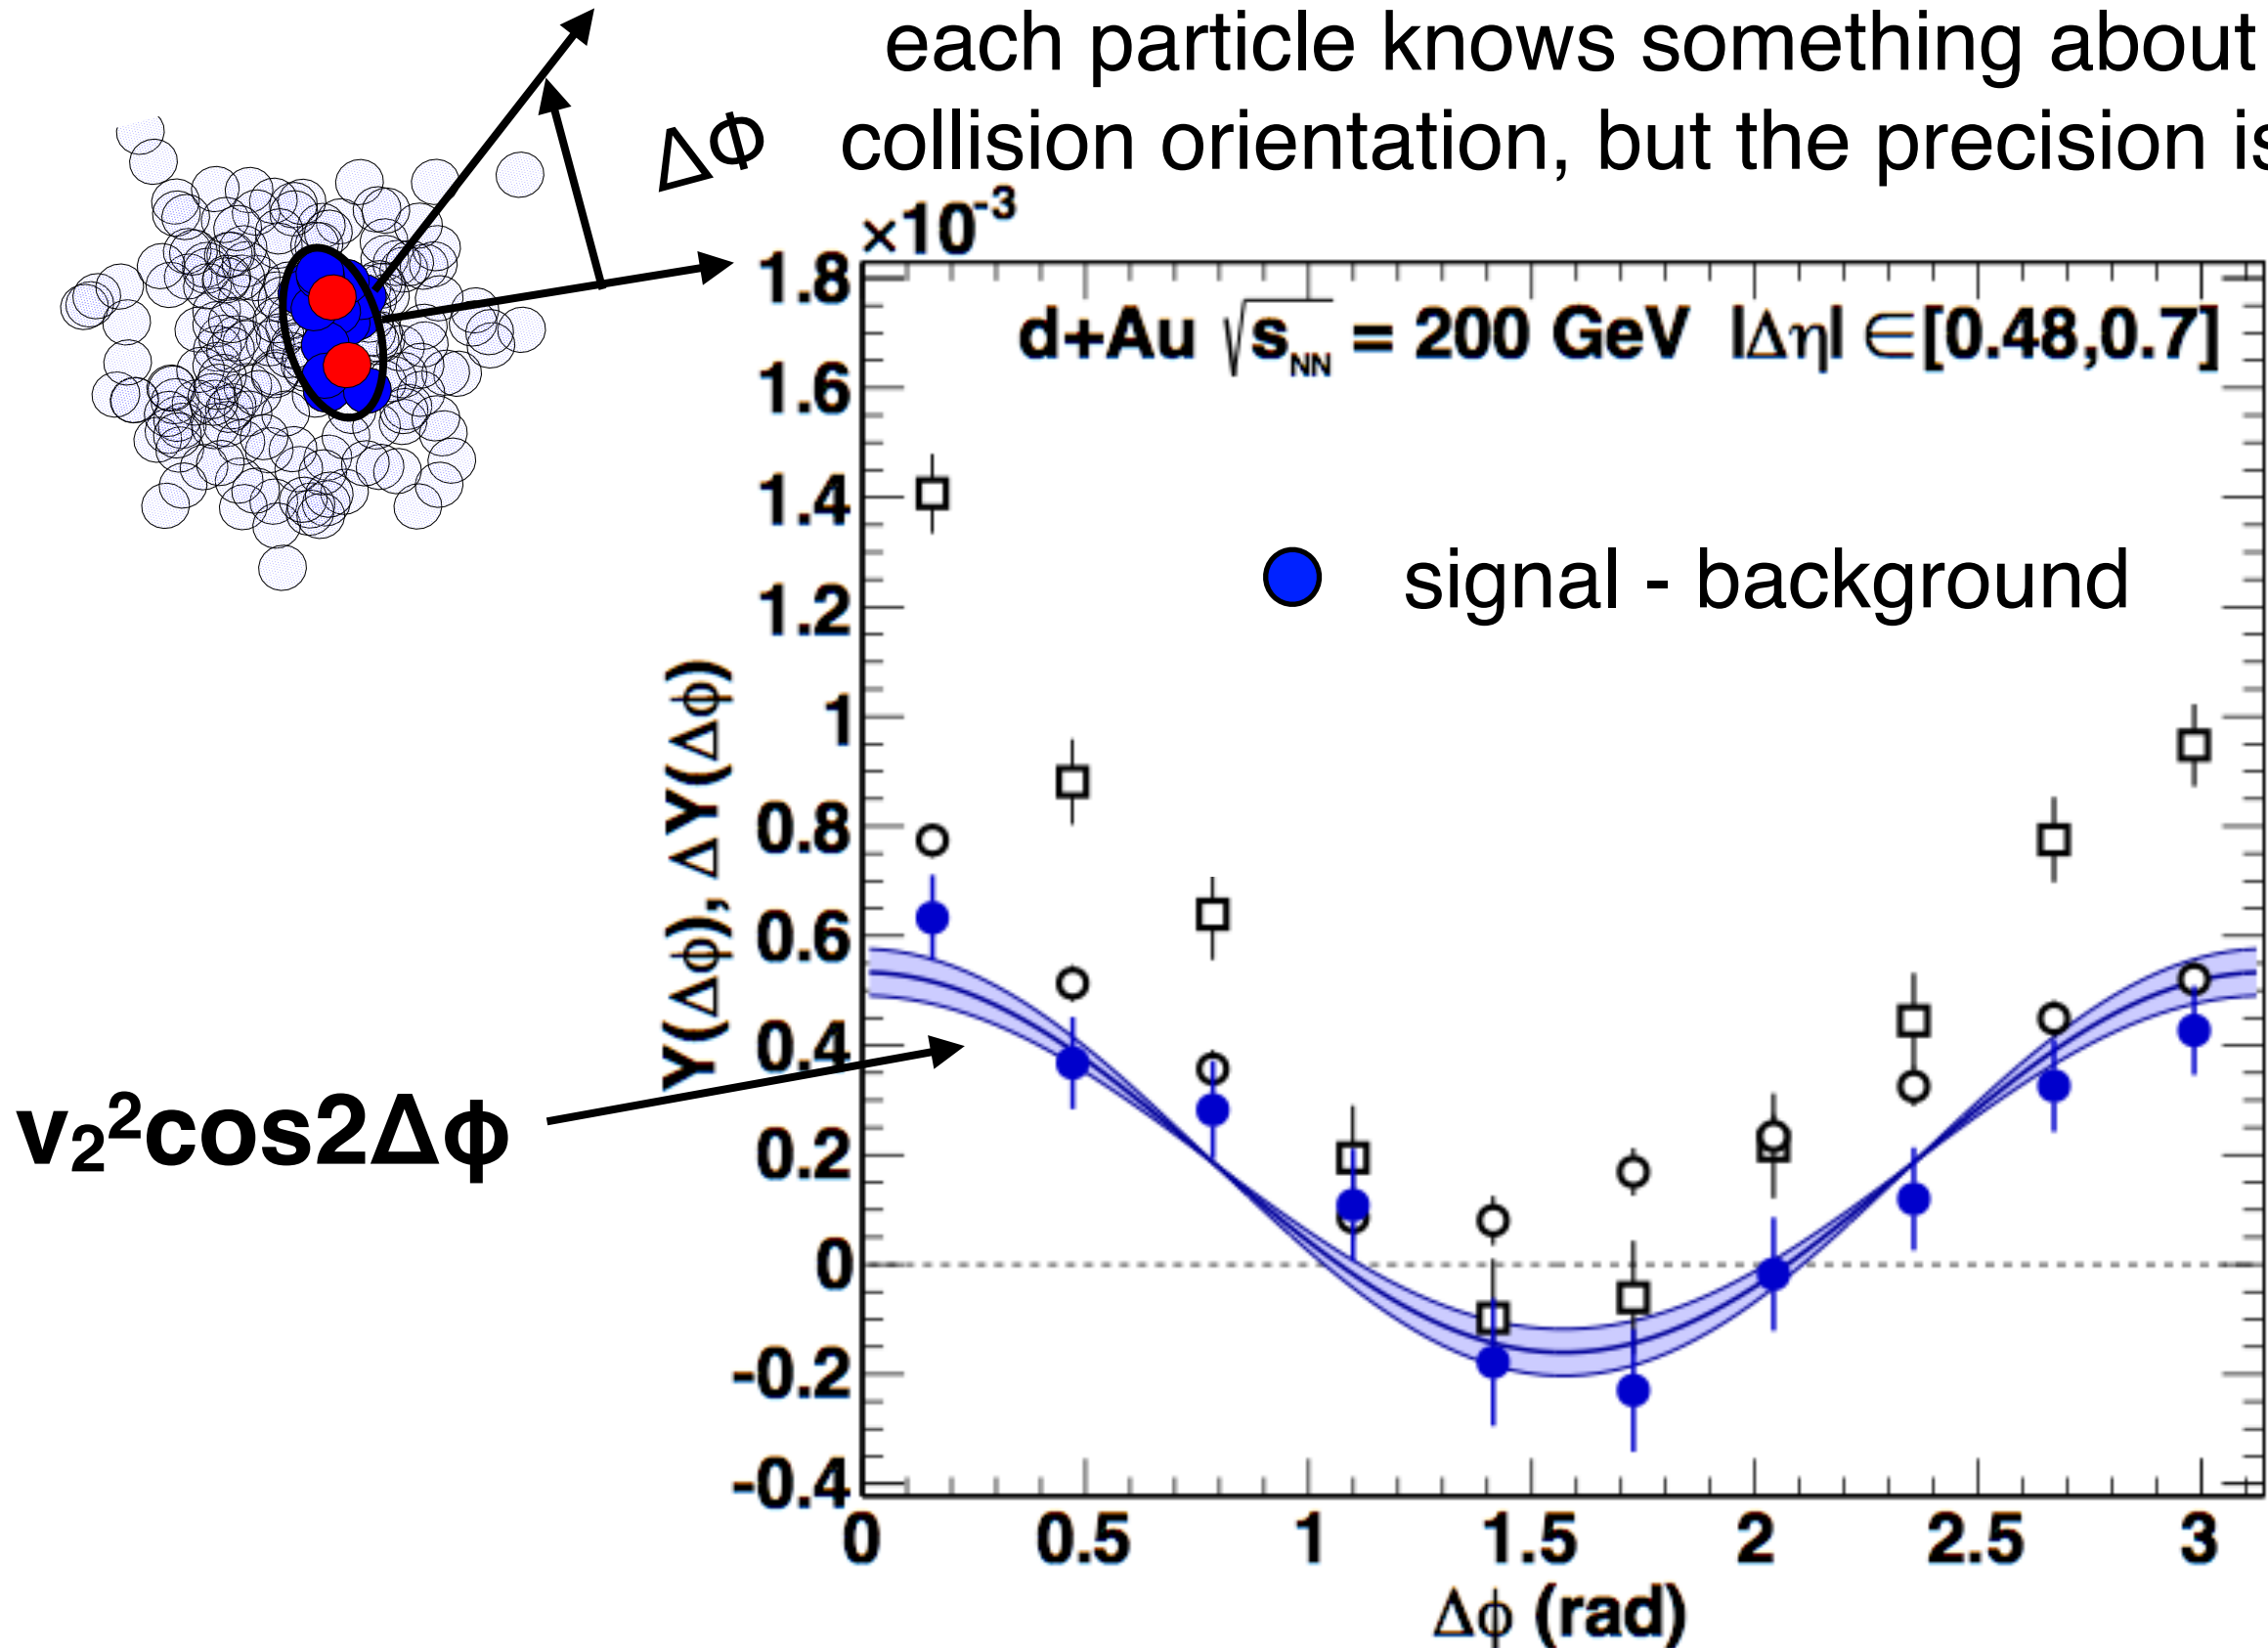 each particle knows something about
collision orientation, but the precision is
ΔΦ
×10⁻³
d+Au √sNN = 200 GeV |Δη| ∈[0.48,0.7]
signal - background
Y(Δϕ), ΔY(Δϕ)
1.8
1.6
1.4
1.2
1
0.8
0.6
0.4
0.2
0
-0.2
-0.4
v₂²cos2Δϕ
0 0.5 1 1.5 2 2.5 3
Δϕ (rad)